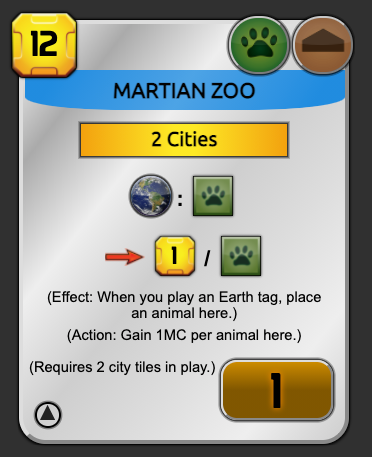 12
MARTIAN ZOO
2 Cities
:
1 /
(Effect: When you play an Earth tag, place
an animal here.)
(Action: Gain 1MC per animal here.)
(Requires 2 city tiles in play.)
1